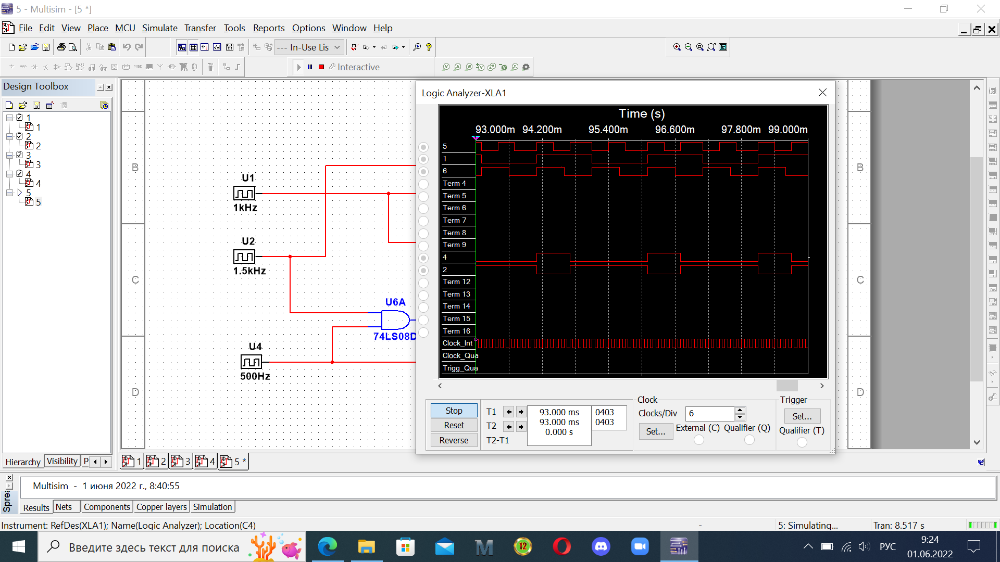 5 - Multisim - [5 *]
File Edit View Place MCU Simulate Transfer Tools Reports Options Window Help
--- In-Use Lis
Interactive
Design Toolbox
1
1
2
2
3
3
4
4
5
5
Hierarchy Visibility P
B
C
D
U1
1kHz
U2
1.5kHz
U6A
74LS08D
U4
500Hz
B
C
D
Logic Analyzer-XLA1
Time (s)
93.000m 94.200m 95.400m 96.600m 97.800m 99.000m
5
1
6
Term 4
Term 5
Term 6
Term 7
Term 8
Term 9
4
2
Term 12
Term 13
Term 14
Term 15
Term 16
Clock_Int
Clock_Qua
Trigg_Qua
Stop
Reset
Reverse
T1 93.000 ms 0403
T2 93.000 ms 0403
T2-T1 0.000 s
Clock
Clocks/Div 6
Set... External (C) Qualifier (Q)
Trigger
Set...
Qualifier (T)
1 2 3 4 5 *
Multisim - 1 июня 2022 г., 8:40:55
Results Nets Components Copper layers Simulation
Instrument: RefDes(XLA1); Name(Logic Analyzer); Location(C4) - 5: Simulating... Tran: 8.517 s
Введите здесь текст для поиска
12
РУС
9:24
01.06.2022